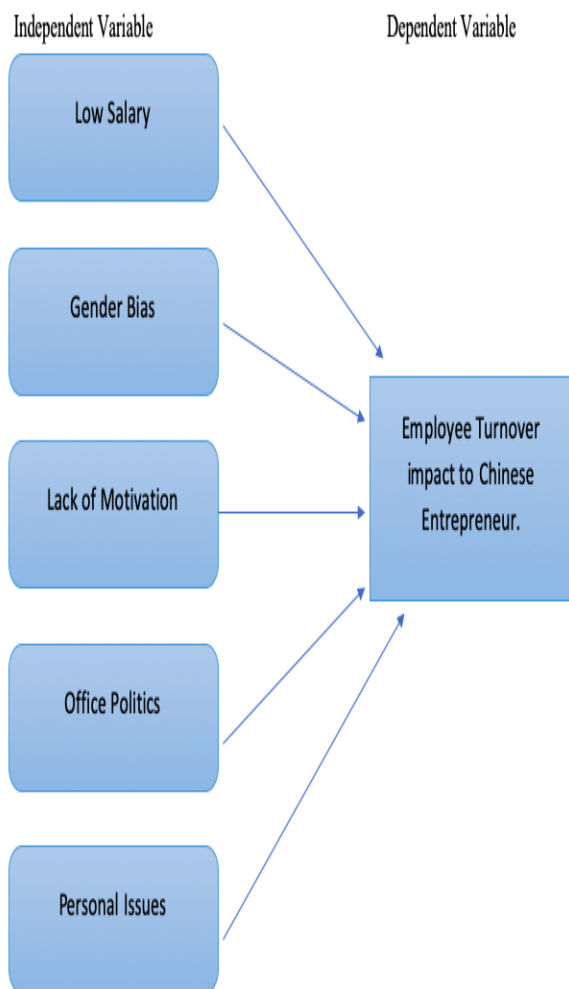 Independent Variable
Dependent Variable
Low Salary
Gender Bias
Lack of Motivation
Office Politics
Personal Issues
Employee Turnover
impact to Chinese
Entrepreneur.